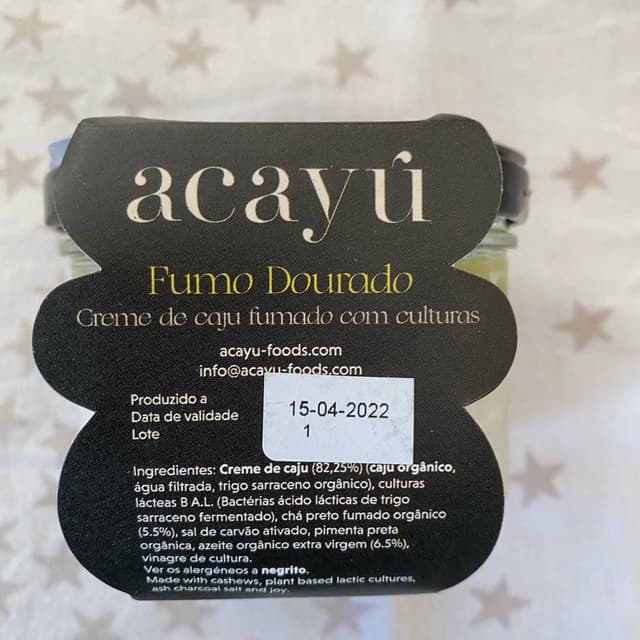 acayú
Fumo Dourado
Creme de caju fumado com culturas
acayu-foods.com
info@acayu-foods.com
Produzido a
Data de validade
Lote
15-04-2022
1
Ingredientes: Creme de caju (82,25%) (caju orgânico,
água filtrada, trigo sarraceno orgânico), culturas
lácteas B A.L. (Bactérias ácido lácticas de trigo
sarraceno fermentado), chá preto fumado orgânico
(5.5%), sal de carvão ativado, pimenta preta
orgânica, azeite orgânico extra virgem (6.5%),
vinagre de cultura.
Ver os alergéneos a negrito.
Made with cashews, plant based lactic cultures,
ash charcoal salt and joy.